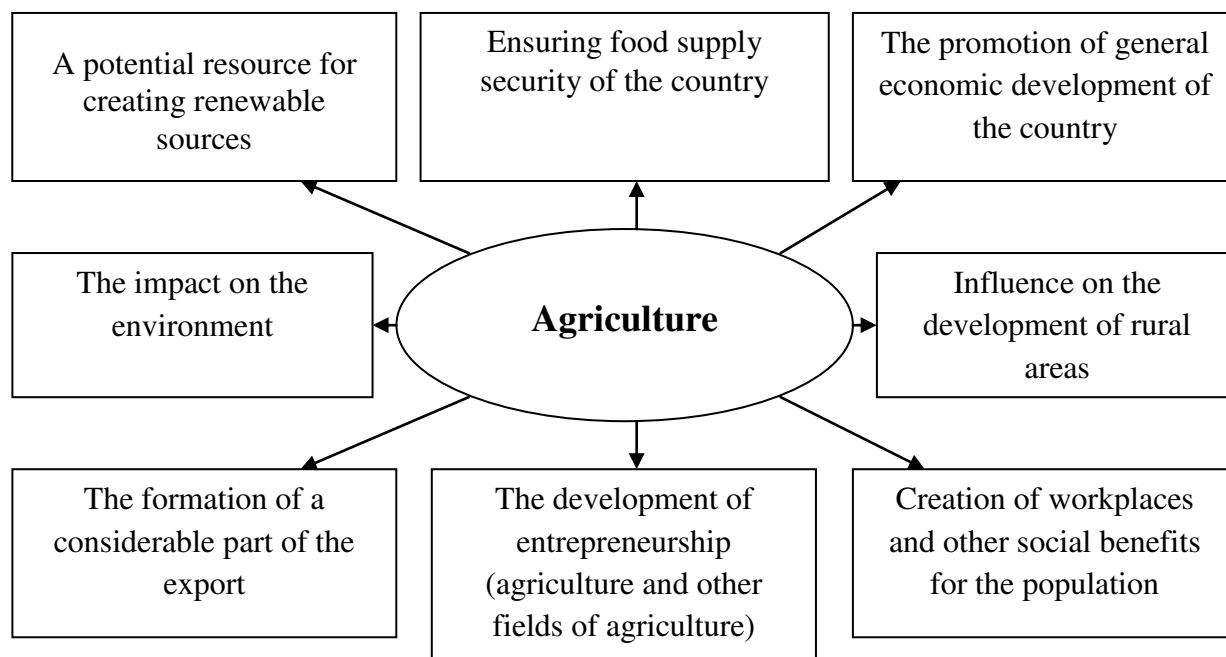 A potential resource for
creating renewable
sources
Ensuring food supply
security of the country
The promotion of general
economic development of
the country
The impact on the
environment
Agriculture
Influence on the
development of rural
areas
The formation of a
considerable part of the
export
The development of
entrepreneurship
(agriculture and other
fields of agriculture)
Creation of workplaces
and other social benefits
for the population